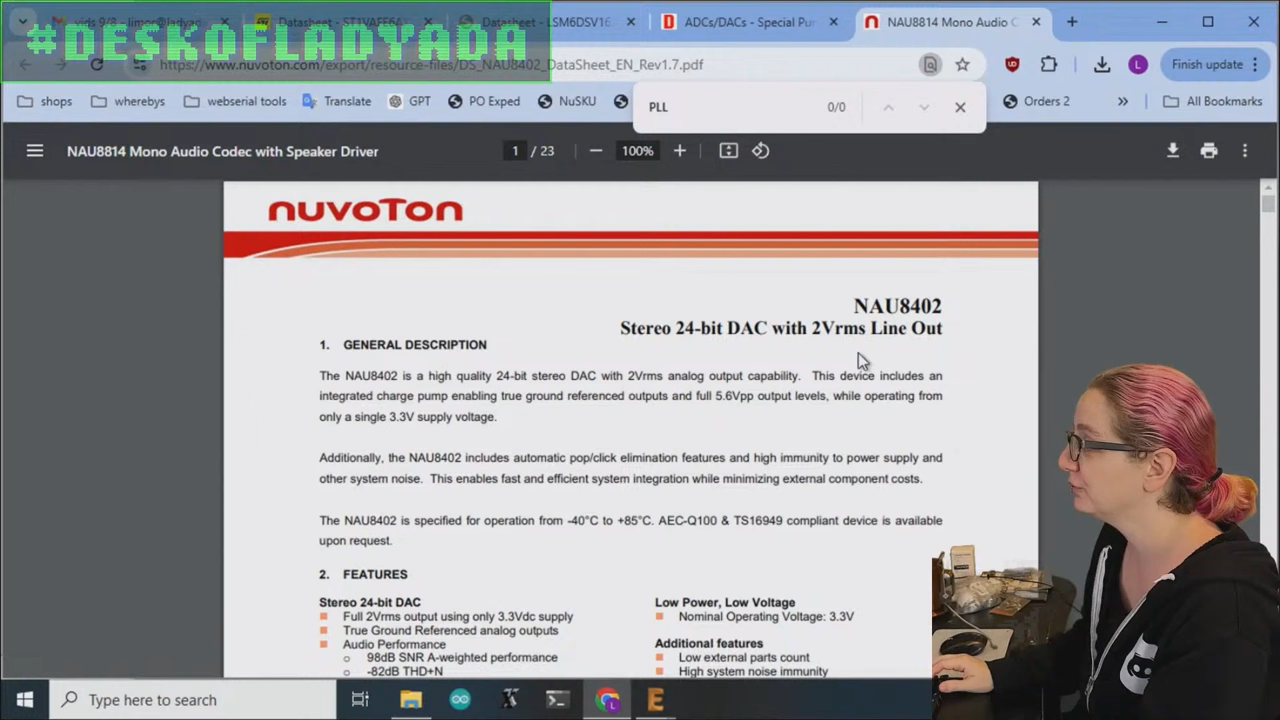 #DESKOFLADYADA
vids 9/8 - limor@ladyada
Datasheet - ST1VAFE6A
Datasheet - LSM6DSV16
ADCs/DACs - Special Pur
NAU8814 Mono Audio C
https://www.nuvoton.com/export/resource-files/DS_NAU8402_DataSheet_EN_Rev1.7.pdf
L
Finish update
shops
wherebys
webserial tools
Translate
GPT
PO Exped
NuSKU
Orders 2
»
All Bookmarks
PLL
0/0
NAU8814 Mono Audio Codec with Speaker Driver
1 / 23
100%
nuvoTon
NAU8402
Stereo 24-bit DAC with 2Vrms Line Out
1. GENERAL DESCRIPTION
The NAU8402 is a high quality 24-bit stereo DAC with 2Vrms analog output capability. This device includes an
integrated charge pump enabling true ground referenced outputs and full 5.6Vpp output levels, while operating from
only a single 3.3V supply voltage.
Additionally, the NAU8402 includes automatic pop/click elimination features and high immunity to power supply and
other system noise. This enables fast and efficient system integration while minimizing external component costs.
The NAU8402 is specified for operation from -40°C to +85°C. AEC-Q100 & TS16949 compliant device is available
upon request.
2. FEATURES
Stereo 24-bit DAC
Full 2Vrms output using only 3.3Vdc supply
True Ground Referenced analog outputs
Audio Performance
98dB SNR A-weighted performance
-82dB THD+N
Low Power, Low Voltage
Nominal Operating Voltage: 3.3V
Additional features
Low external parts count
High system noise immunity
Type here to search